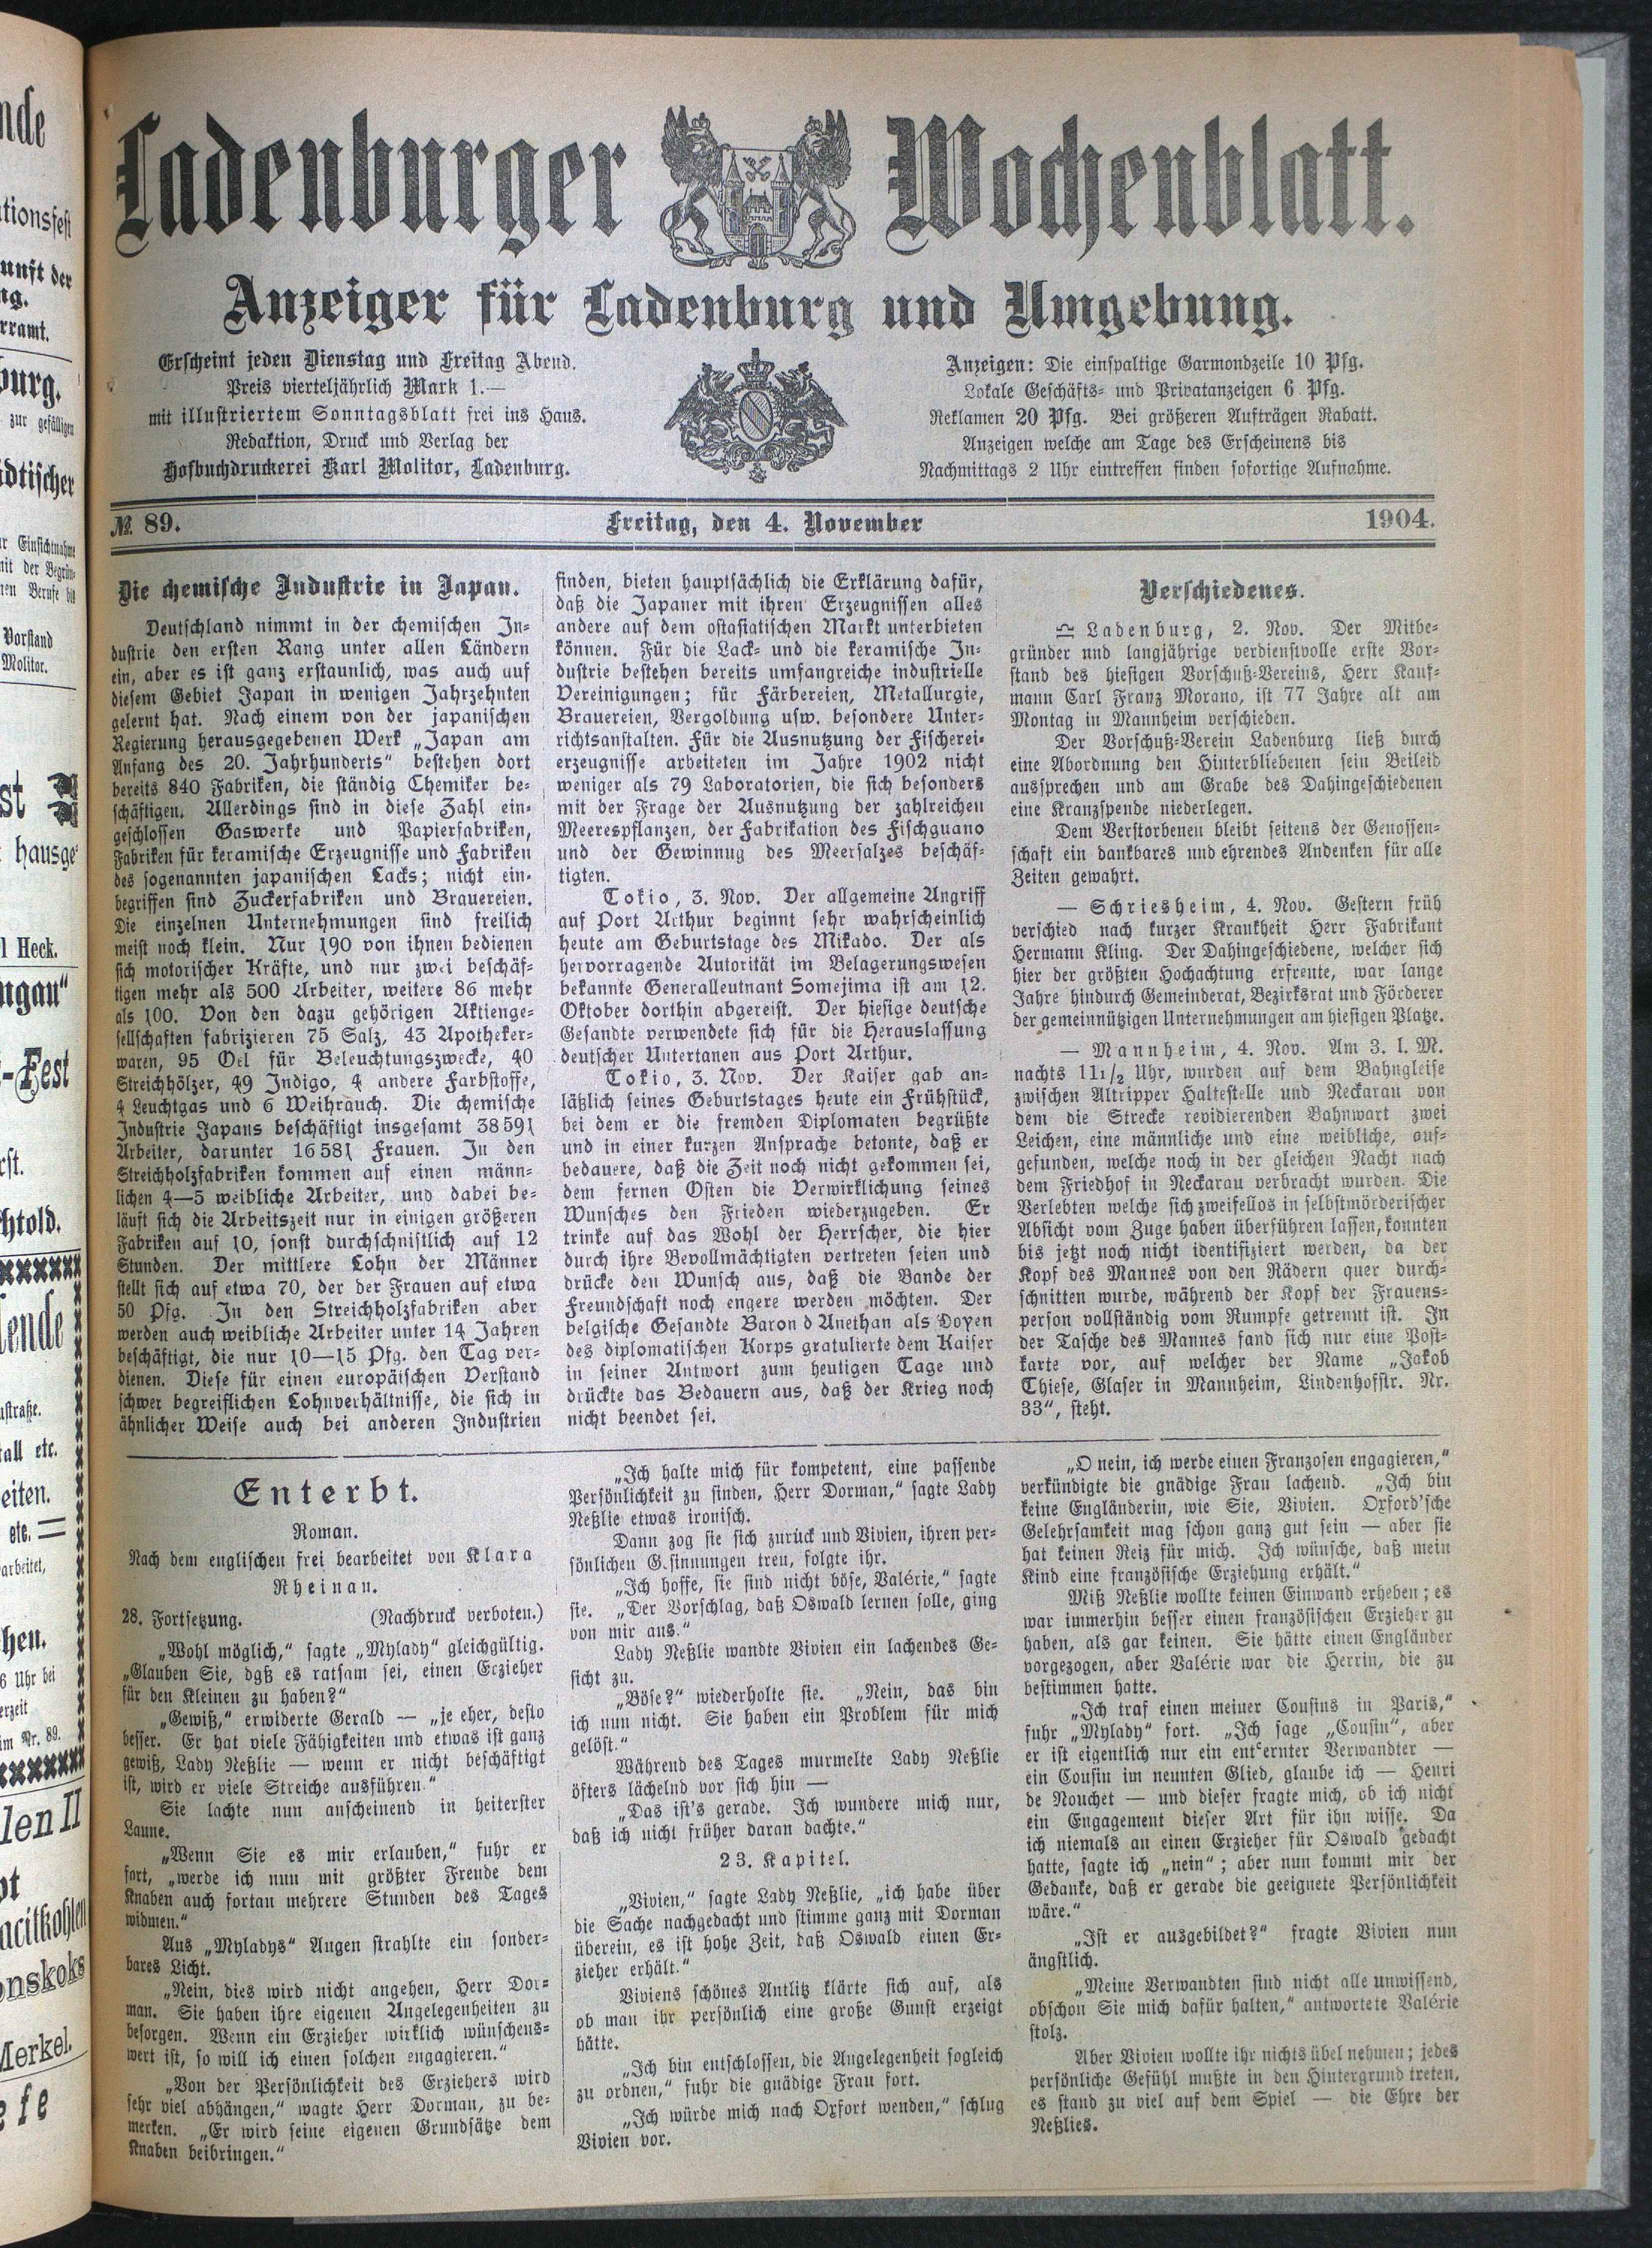 Ladenburger Wochenblatt.
Anzeiger für Ladenburg und Umgebung.
Erscheint jeden Dienstag und Freitag Abend.
Preis vierteljährlich Mark 1.—
mit illustriertem Sonntagsblatt frei ins Haus.
Redaktion, Druck und Verlag der
Hofbuchdruckerei Karl Molitor, Ladenburg.
Anzeigen: Die einspaltige Garmondzeile 10 Pfg.
Lokale Geschäfts- und Privatanzeigen 6 Pfg.
Reklamen 20 Pfg. Bei größeren Aufträgen Rabatt.
Anzeigen welche am Tage des Erscheinens bis
Nachmittags 2 Uhr eintreffen finden sofortige Aufnahme.
№ 89.
Freitag, den 4. November
1904.
Die chemische Industrie in Japan.
Deutschland nimmt in der chemischen In-
dustrie den ersten Rang unter allen Ländern
ein, aber es ist ganz erstaunlich, was auch auf
diesem Gebiet Japan in wenigen Jahrzehnten
gelernt hat. Nach einem von der japanischen
Regierung herausgegebenen Werk „Japan am
Anfang des 20. Jahrhunderts“ bestehen dort
bereits 840 Fabriken, die ständig Chemiker be-
schäftigen. Allerdings sind in diese Zahl ein-
geschlossen Gaswerke und Papierfabriken,
Fabriken für keramische Erzeugnisse und Fabriken
des sogenannten japanischen Lacks; nicht ein-
begriffen sind Zuckerfabriken und Brauereien.
Die einzelnen Unternehmungen sind freilich
meist noch klein. Nur 190 von ihnen bedienen
sich motorischer Kräfte, und nur zwei beschäf-
tigen mehr als 500 Arbeiter, weitere 86 mehr
als 100. Von den dazu gehörigen Aktienge-
sellschaften fabrizieren 75 Salz, 43 Apotheker-
waren, 95 Oel für Beleuchtungszwecke, 40
Streichhölzer, 49 Indigo, 4 andere Farbstoffe,
4 Leuchtgas und 6 Weihrauch. Die chemische
Industrie Japans beschäftigt insgesamt 38591
Arbeiter, darunter 16581 Frauen. In den
Streichholzfabriken kommen auf einen männ-
lichen 4—5 weibliche Arbeiter, und dabei be-
läuft sich die Arbeitszeit nur in einigen größeren
Fabriken auf 10, sonst durchschnistlich auf 12
Stunden. Der mittlere Lohn der Männer
stellt sich auf etwa 70, der der Frauen auf etwa
50 Pfg. In den Streichholzfabriken aber
werden auch weibliche Arbeiter unter 14 Jahren
beschäftigt, die nur 10—15 Pfg. den Tag ver-
dienen. Diese für einen europäischen Verstand
schwer begreiflichen Lohnverhältnisse, die sich in
ähnlicher Weise auch bei anderen Industrien
finden, bieten hauptsächlich die Erklärung dafür,
daß die Japaner mit ihren Erzeugnissen alles
andere auf dem ostasiatischen Markt unterbieten
können. Für die Lack- und die keramische In-
dustrie bestehen bereits umfangreiche industrielle
Vereinigungen; für Färbereien, Metallurgie,
Brauereien, Vergoldung usw. besondere Unter-
richtsanstalten. Für die Ausnutzung der Fischerei-
erzeugnisse arbeiteten im Jahre 1902 nicht
weniger als 79 Laboratorien, die sich besonders
mit der Frage der Ausnutzung der zahlreichen
Meerespflanzen, der Fabrikation des Fischguano
und der Gewinnug des Meersalzes beschäf-
tigten.
Tokio, 3. Nov. Der allgemeine Angriff
auf Port Arthur beginnt sehr wahrscheinlich
heute am Geburtstage des Mikado. Der als
hervorragende Autorität im Belagerungswesen
bekannte Generalleutnant Somejima ist am 12.
Oktober dorthin abgereist. Der hiesige deutsche
Gesandte verwendete sich für die Herauslassung
deutscher Untertanen aus Port Arthur.
Tokio, 3. Nov. Der Kaiser gab an-
läßlich seines Geburtstages heute ein Frühstück,
bei dem er die fremden Diplomaten begrüßte
und in einer kurzen Ansprache betonte, daß er
bedauere, daß die Zeit noch nicht gekommen sei,
dem fernen Osten die Verwirklichung seines
Wunsches den Frieden wiederzugeben. Er
trinke auf das Wohl der Herrscher, die hier
durch ihre Bevollmächtigten vertreten seien und
drücke den Wunsch aus, daß die Bande der
Freundschaft noch engere werden möchten. Der
belgische Gesandte Baron d Anethan als Doyen
des diplomatischen Korps gratulierte dem Kaiser
in seiner Antwort zum heutigen Tage und
drückte das Bedauern aus, daß der Krieg noch
nicht beendet sei.
Verschiedenes.
Ladenburg, 2. Nov. Der Mitbe-
gründer und langjährige verdienstvolle erste Vor-
stand des hiesigen Vorschuß-Vereins, Herr Kauf-
mann Carl Franz Morano, ist 77 Jahre alt am
Montag in Mannheim verschieden.
Der Vorschuß-Verein Ladenburg ließ durch
eine Abordnung den Hinterbliebenen sein Beileid
aussprechen und am Grabe des Dahingeschiedenen
eine Kranzspende niederlegen.
Dem Verstorbenen bleibt seitens der Genossen-
schaft ein dankbares und ehrendes Andenken für alle
Zeiten gewahrt.
— Schriesheim, 4. Nov. Gestern früh
verschied nach kurzer Krankheit Herr Fabrikant
Hermann Kling. Der Dahingeschiedene, welcher sich
hier der größten Hochachtung erfreute, war lange
Jahre hindurch Gemeinderat, Bezirksrat und Förderer
der gemeinnützigen Unternehmungen am hiesigen Platze.
— Mannheim, 4. Nov. Am 3. l. M.
nachts 11 1/2 Uhr, wurden auf dem Bahngleise
zwischen Altripper Haltestelle und Neckarau von
dem die Strecke revidierenden Bahnwart zwei
Leichen, eine männliche und eine weibliche, auf-
gefunden, welche noch in der gleichen Nacht nach
dem Friedhof in Neckarau verbracht wurden. Die
Verlebten welche sich zweifellos in selbstmörderischer
Absicht vom Zuge haben überführen lassen, konnten
bis jetzt noch nicht identifiziert werden, da der
Kopf des Mannes von den Rädern quer durch-
schnitten wurde, während der Kopf der Frauens-
person vollständig vom Rumpfe getrennt ist. In
der Tasche des Mannes fand sich nur eine Post-
karte vor, auf welcher der Name „Jakob
Thiese, Glaser in Mannheim, Lindenhofstr. Nr.
33“, steht.
Enterbt.
Roman.
Nach dem englischen frei bearbeitet von Klara
Rheinau.
28. Fortsetzung. (Nachdruck verboten.)
„Wohl möglich,“ sagte „Mylady“ gleichgültig.
„Glauben Sie, dgß es ratsam sei, einen Erzieher
für den Kleinen zu haben?“
„Gewiß,“ erwiderte Gerald — „je eher, desto
besser. Er hat viele Fähigkeiten und etwas ist ganz
gewiß, Lady Neßlie — wenn er nicht beschäftigt
ist, wird er viele Streiche ausführen.“
Sie lachte nun anscheinend in heiterster
Laune.
„Wenn Sie es mir erlauben,“ fuhr er
fort, „werde ich nun mit größter Freude dem
Knaben auch fortan mehrere Stunden des Tages
widmen.“
Aus „Myladys“ Augen strahlte ein sonder-
bares Licht.
„Nein, dies wird nicht angehen, Herr Dor-
man. Sie haben ihre eigenen Angelegenheiten zu
besorgen. Wenn ein Erzieher wirklich wünschens-
wert ist, so will ich einen solchen engagieren.“
„Von der Persönlichkeit des Erziehers wird
sehr viel abhängen,“ wagte Herr Dorman, zu be-
merken. „Er wird seine eigenen Grundsätze dem
Knaben beibringen.“
„Ich halte mich für kompetent, eine passende
Persönlichkeit zu finden, Herr Dorman,“ sagte Lady
Neßlie etwas ironisch.
Dann zog sie sich zurück und Vivien, ihren per-
sönlichen G.sinnungen treu, folgte ihr.
„Ich hoffe, sie sind nicht böse, Valérie,“ sagte
sie. „Der Vorschlag, daß Oswald lernen solle, ging
von mir aus.“
Lady Neßlie wandte Vivien ein lachendes Ge-
sicht zu.
„Böse?“ wiederholte sie. „Nein, das bin
ich nun nicht. Sie haben ein Problem für mich
gelöst.“
Während des Tages murmelte Lady Neßlie
öfters lächelnd vor sich hin —
„Das ist’s gerade. Ich wundere mich nur,
daß ich nicht früher daran dachte.“
23. Kapitel.
„Vivien,“ sagte Lady Neßlie, „ich habe über
die Sache nachgedacht und stimme ganz mit Dorman
überein, es ist hohe Zeit, daß Oswald einen Er-
zieher erhält.“
Viviens schönes Antlitz klärte sich auf, als
ob man ihr persönlich eine große Gunst erzeigt
hätte.
„Ich bin entschlossen, die Angelegenheit sogleich
zu ordnen,“ fuhr die gnädige Frau fort.
„Ich würde mich nach Oxfort wenden,“ schlug
Vivien vor.
„O nein, ich werde einen Franzosen engagieren,“
verkündigte die gnädige Frau lachend. „Ich bin
keine Engländerin, wie Sie, Vivien. Oxford’sche
Gelehrsamkeit mag schon ganz gut sein — aber sie
hat keinen Reiz für mich. Ich wünsche, daß mein
Kind eine französische Erziehung erhält.“
Miß Neßlie wollte keinen Einwand erheben; es
war immerhin besser einen französischen Erzieher zu
haben, als gar keinen. Sie hätte einen Engländer
vorgezogen, aber Valérie war die Herrin, die zu
bestimmen hatte.
„Ich traf einen meiner Cousins in Paris,“
fuhr „Mylady“ fort. „Ich sage „Cousin“, aber
er ist eigentlich nur ein entfernter Verwandter —
ein Cousin im neunten Glied, glaube ich — Henri
de Nouchet — und dieser fragte mich, ob ich nicht
ein Engagement dieser Art für ihn wisse. Da
ich niemals an einen Erzieher für Oswald gedacht
hatte, sagte ich „nein“; aber nun kommt mir der
Gedanke, daß er gerade die geeignete Persönlichkeit
wäre.“
„Ist er ausgebildet?“ fragte Vivien nun
ängstlich.
„Meine Verwandten sind nicht alle unwissend,
obschon Sie mich dafür halten,“ antwortete Valérie
stolz.
Aber Vivien wollte ihr nichts übel nehmen; jedes
persönliche Gefühl mußte in den Hintergrund treten,
es stand zu viel auf dem Spiel — die Ehre der
Neßlies.